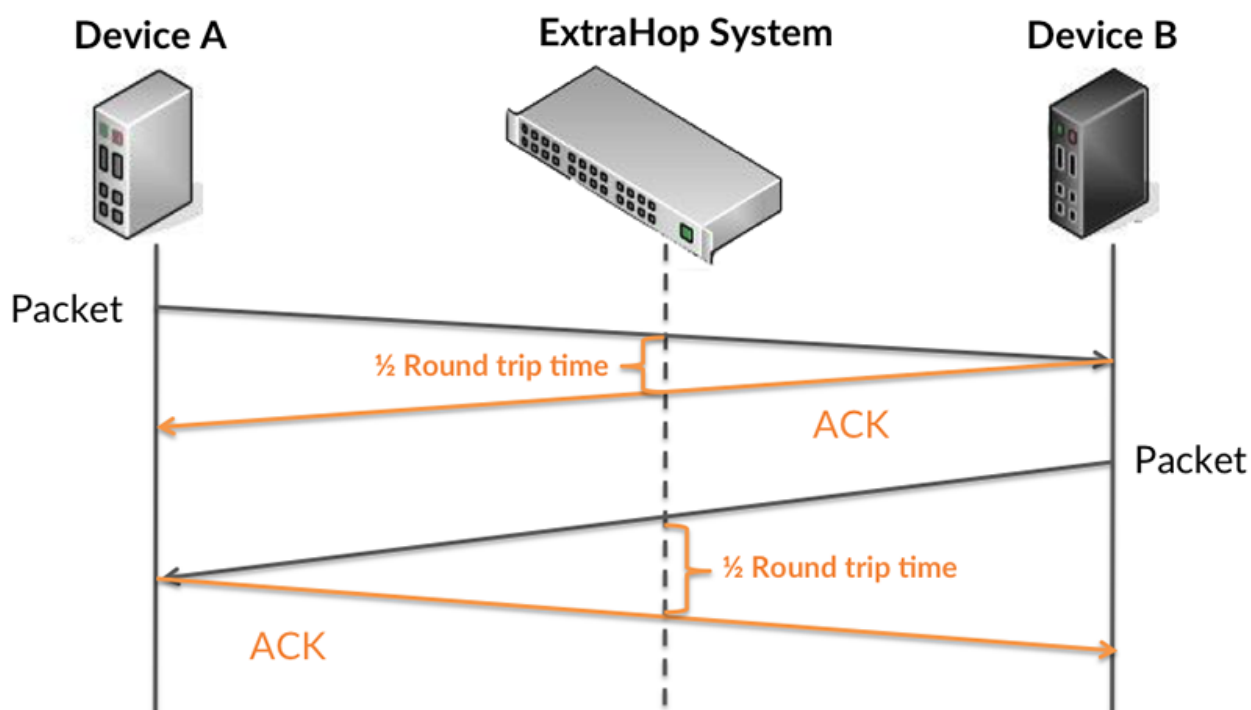 Device A
ExtraHop System
Device B
Packet
½ Round trip time
ACK
Packet
½ Round trip time
ACK